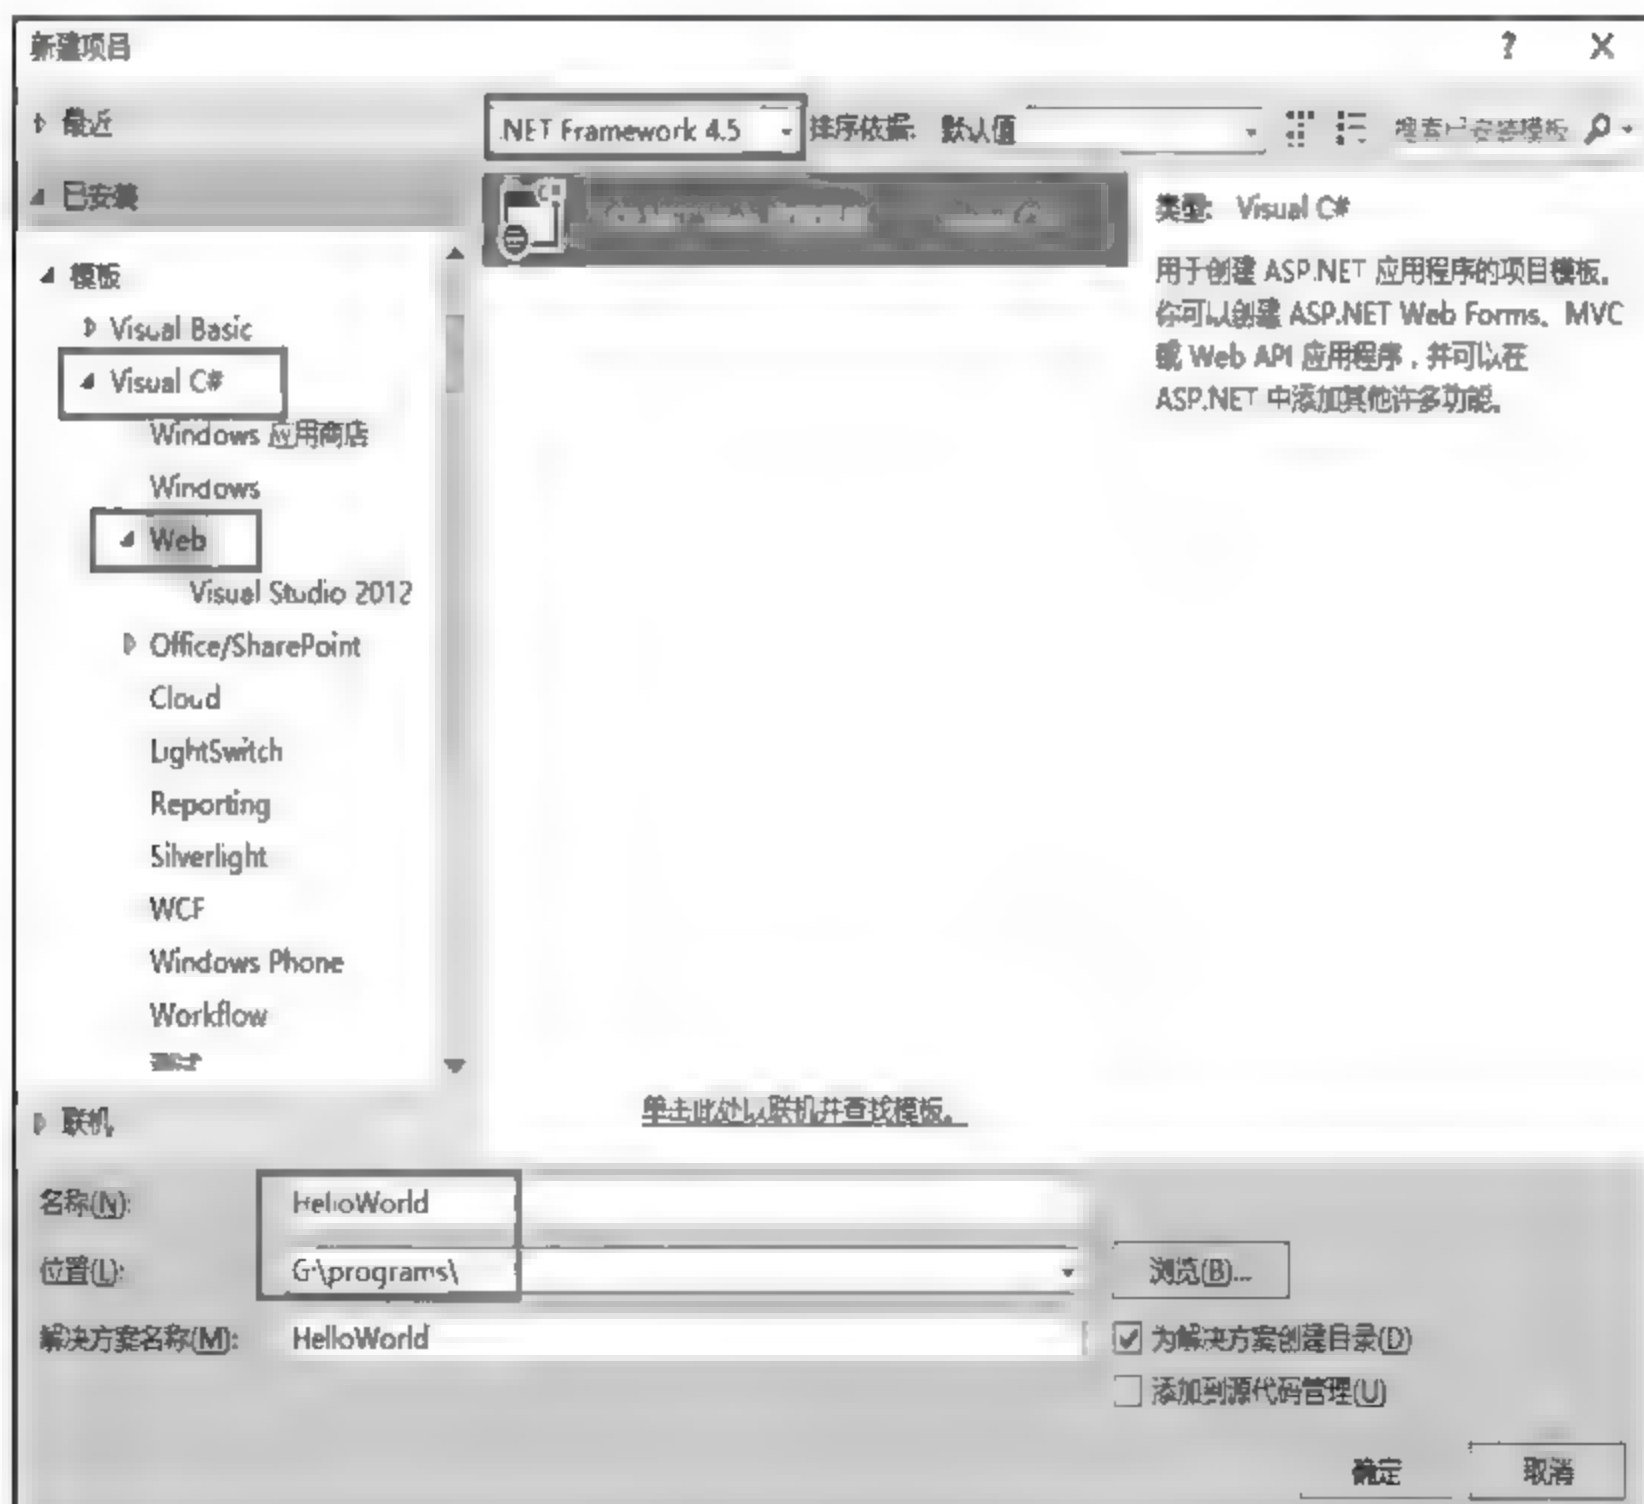 新建项目
? X
最近
.NET Framework 4.5 排序依据: 默认值 搜索已安装模板
已安装
类型: Visual C#
用于创建 ASP.NET 应用程序的项目模板。
你可以创建 ASP.NET Web Forms、MVC
或 Web API 应用程序，并可以在
ASP.NET 中添加其他许多功能。
模板
Visual Basic
Visual C#
Windows 应用商店
Windows
Web
Visual Studio 2012
Office/SharePoint
Cloud
LightSwitch
Reporting
Silverlight
WCF
Windows Phone
Workflow
联机
单击此处以联机并查找模板。
名称(N): HelloWorld
位置(L): G:\programs\ 浏览(B)...
解决方案名称(M): HelloWorld
为解决方案创建目录(D)
添加到源代码管理(U)
确定 取消